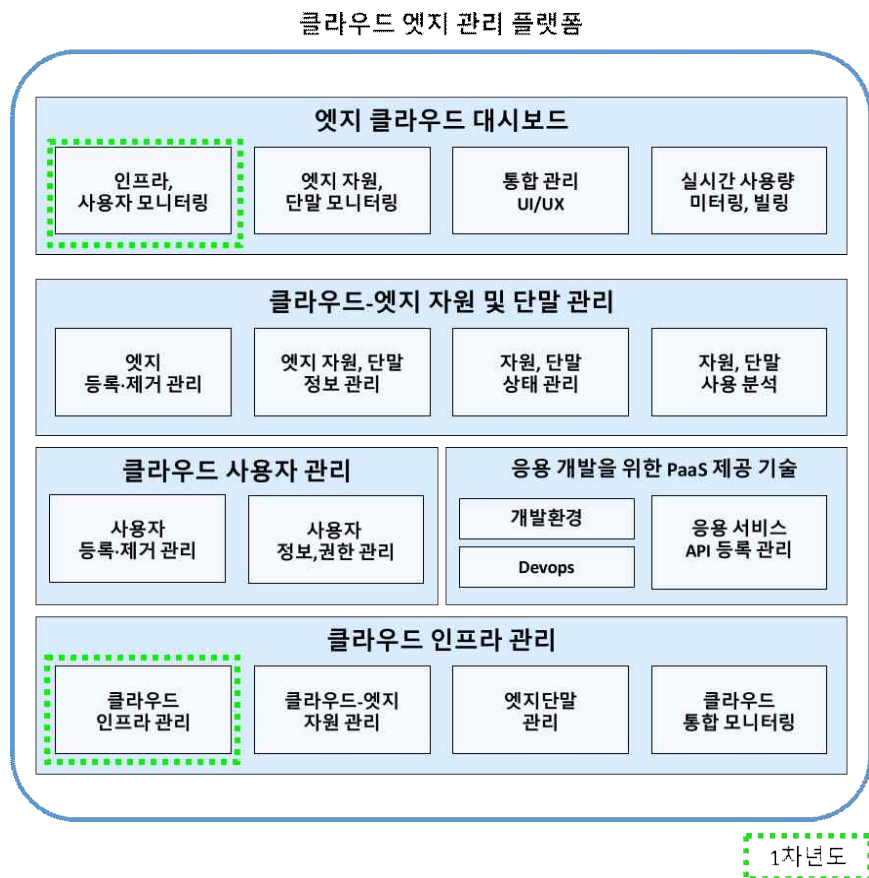 클라우드 엣지 관리 플랫폼
엣지 클라우드 대시보드
인프라,
사용자 모니터링
엣지 자원,
단말 모니터링
통합 관리
UI/UX
실시간 사용량
미터링, 빌링
클라우드-엣지 자원 및 단말 관리
엣지
등록·제거 관리
엣지 자원, 단말
정보 관리
자원, 단말
상태 관리
자원, 단말
사용 분석
클라우드 사용자 관리
사용자
등록·제거 관리
사용자
정보,권한 관리
응용 개발을 위한 PaaS 제공 기술
개발환경
Devops
응용 서비스
API 등록 관리
클라우드 인프라 관리
클라우드
인프라 관리
클라우드-엣지
자원 관리
엣지단말
관리
클라우드
통합 모니터링
1차년도